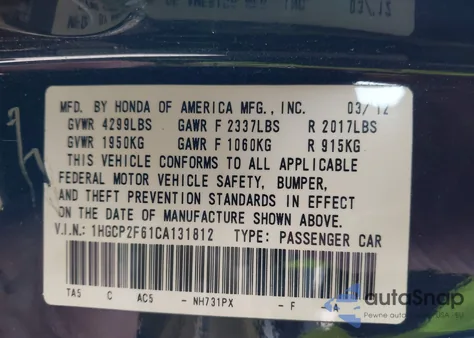 MFD. BY HONDA OF AMERICA MFG., INC. 03/12
GVWR 4299LBS GAWR F 2337LBS R 2017LBS
GVWR 1950KG GAWR F 1060KG R 915KG
THIS VEHICLE CONFORMS TO ALL APPLICABLE
FEDERAL MOTOR VEHICLE SAFETY, BUMPER,
AND THEFT PREVENTION STANDARDS IN EFFECT
ON THE DATE OF MANUFACTURE SHOWN ABOVE.
V.I.N.: 1HGCP2F61CA131812 TYPE: PASSENGER CAR
TA5 C AC5 - NH731PX - F A
autoSnap